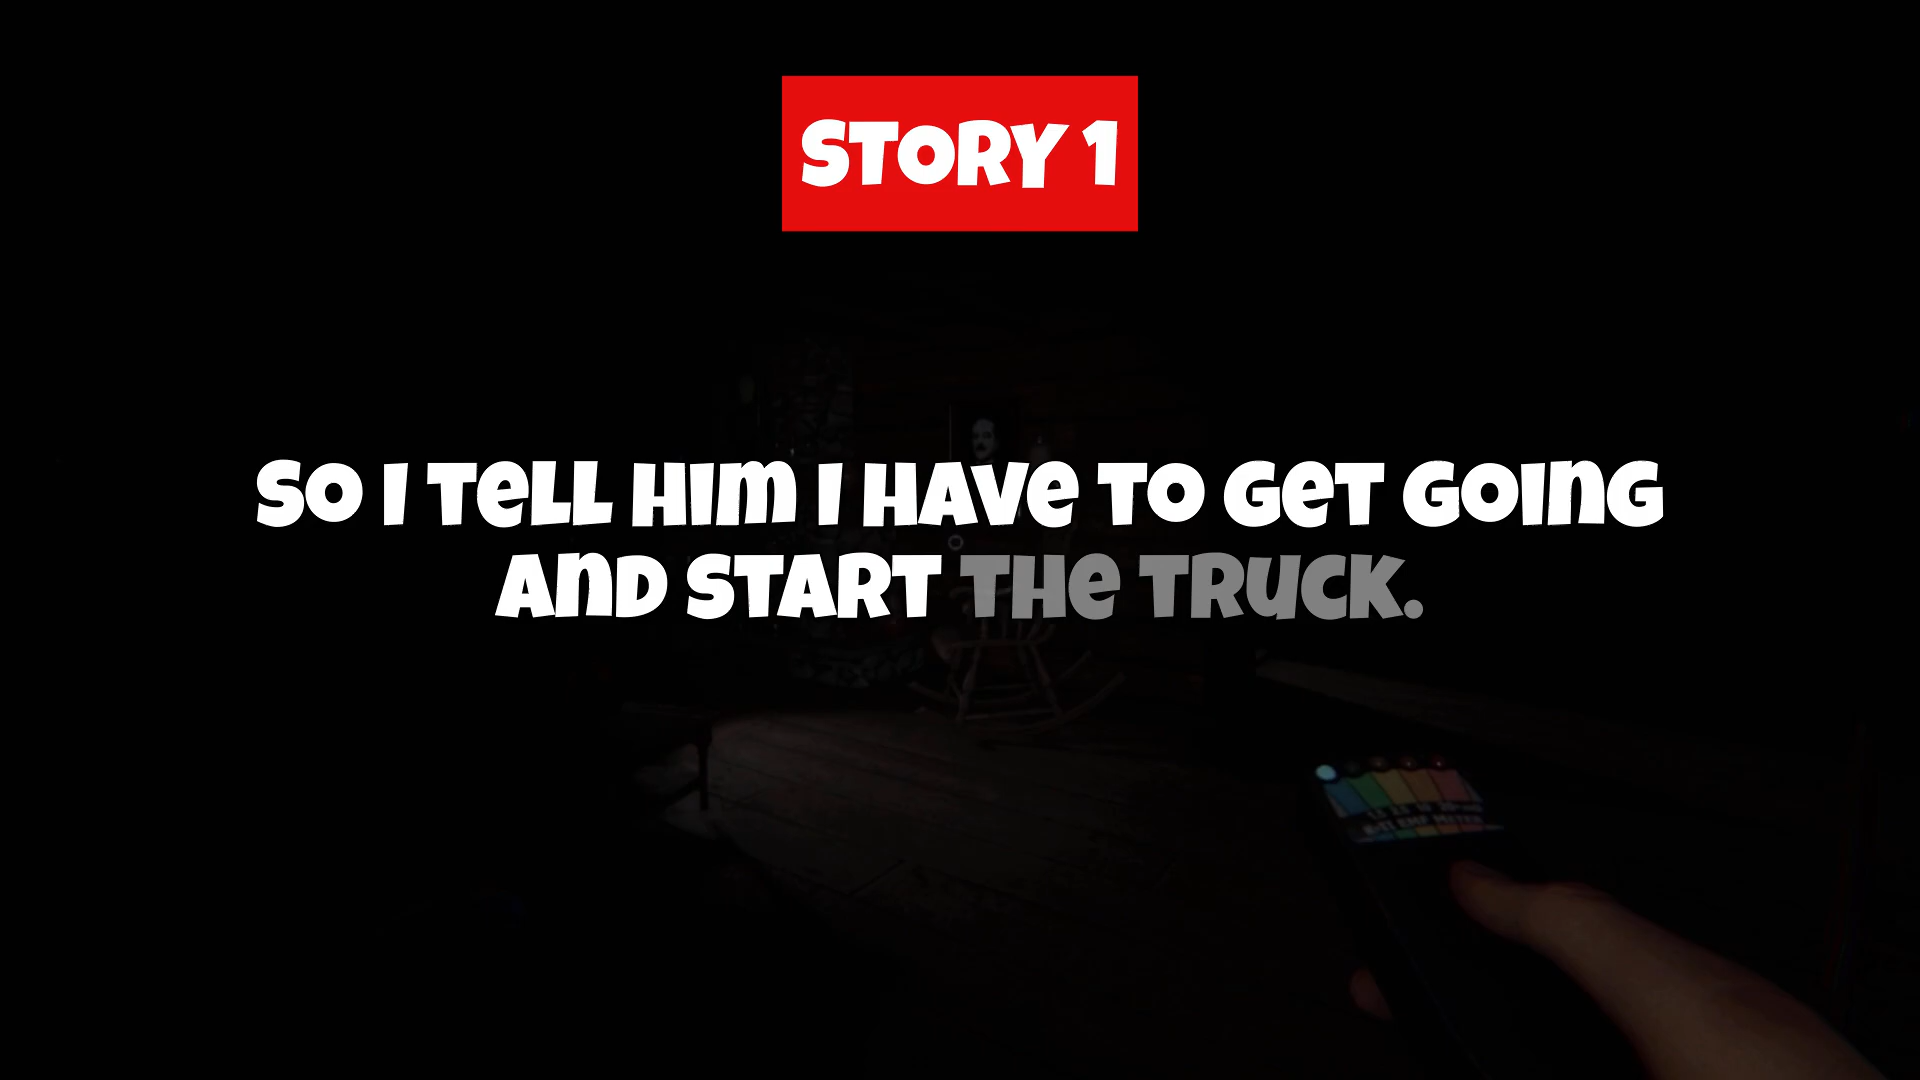 STORY 1
SO I TELL HIM I HAVE TO GET GOING
AND START THE TRUCK.